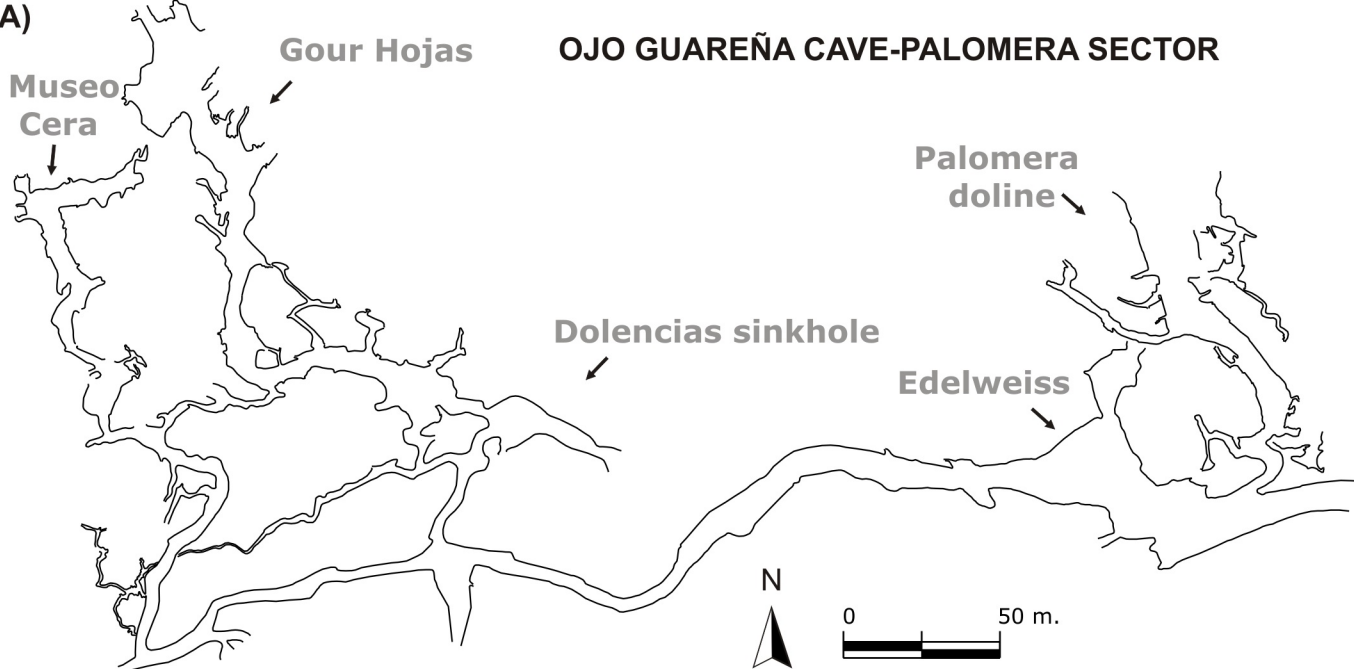 A)
OJO GUAREÑA CAVE-PALOMERA SECTOR
Gour Hojas
Museo
Cera
Palomera
doline
Dolencias sinkhole
Edelweiss
N
0 50 m.